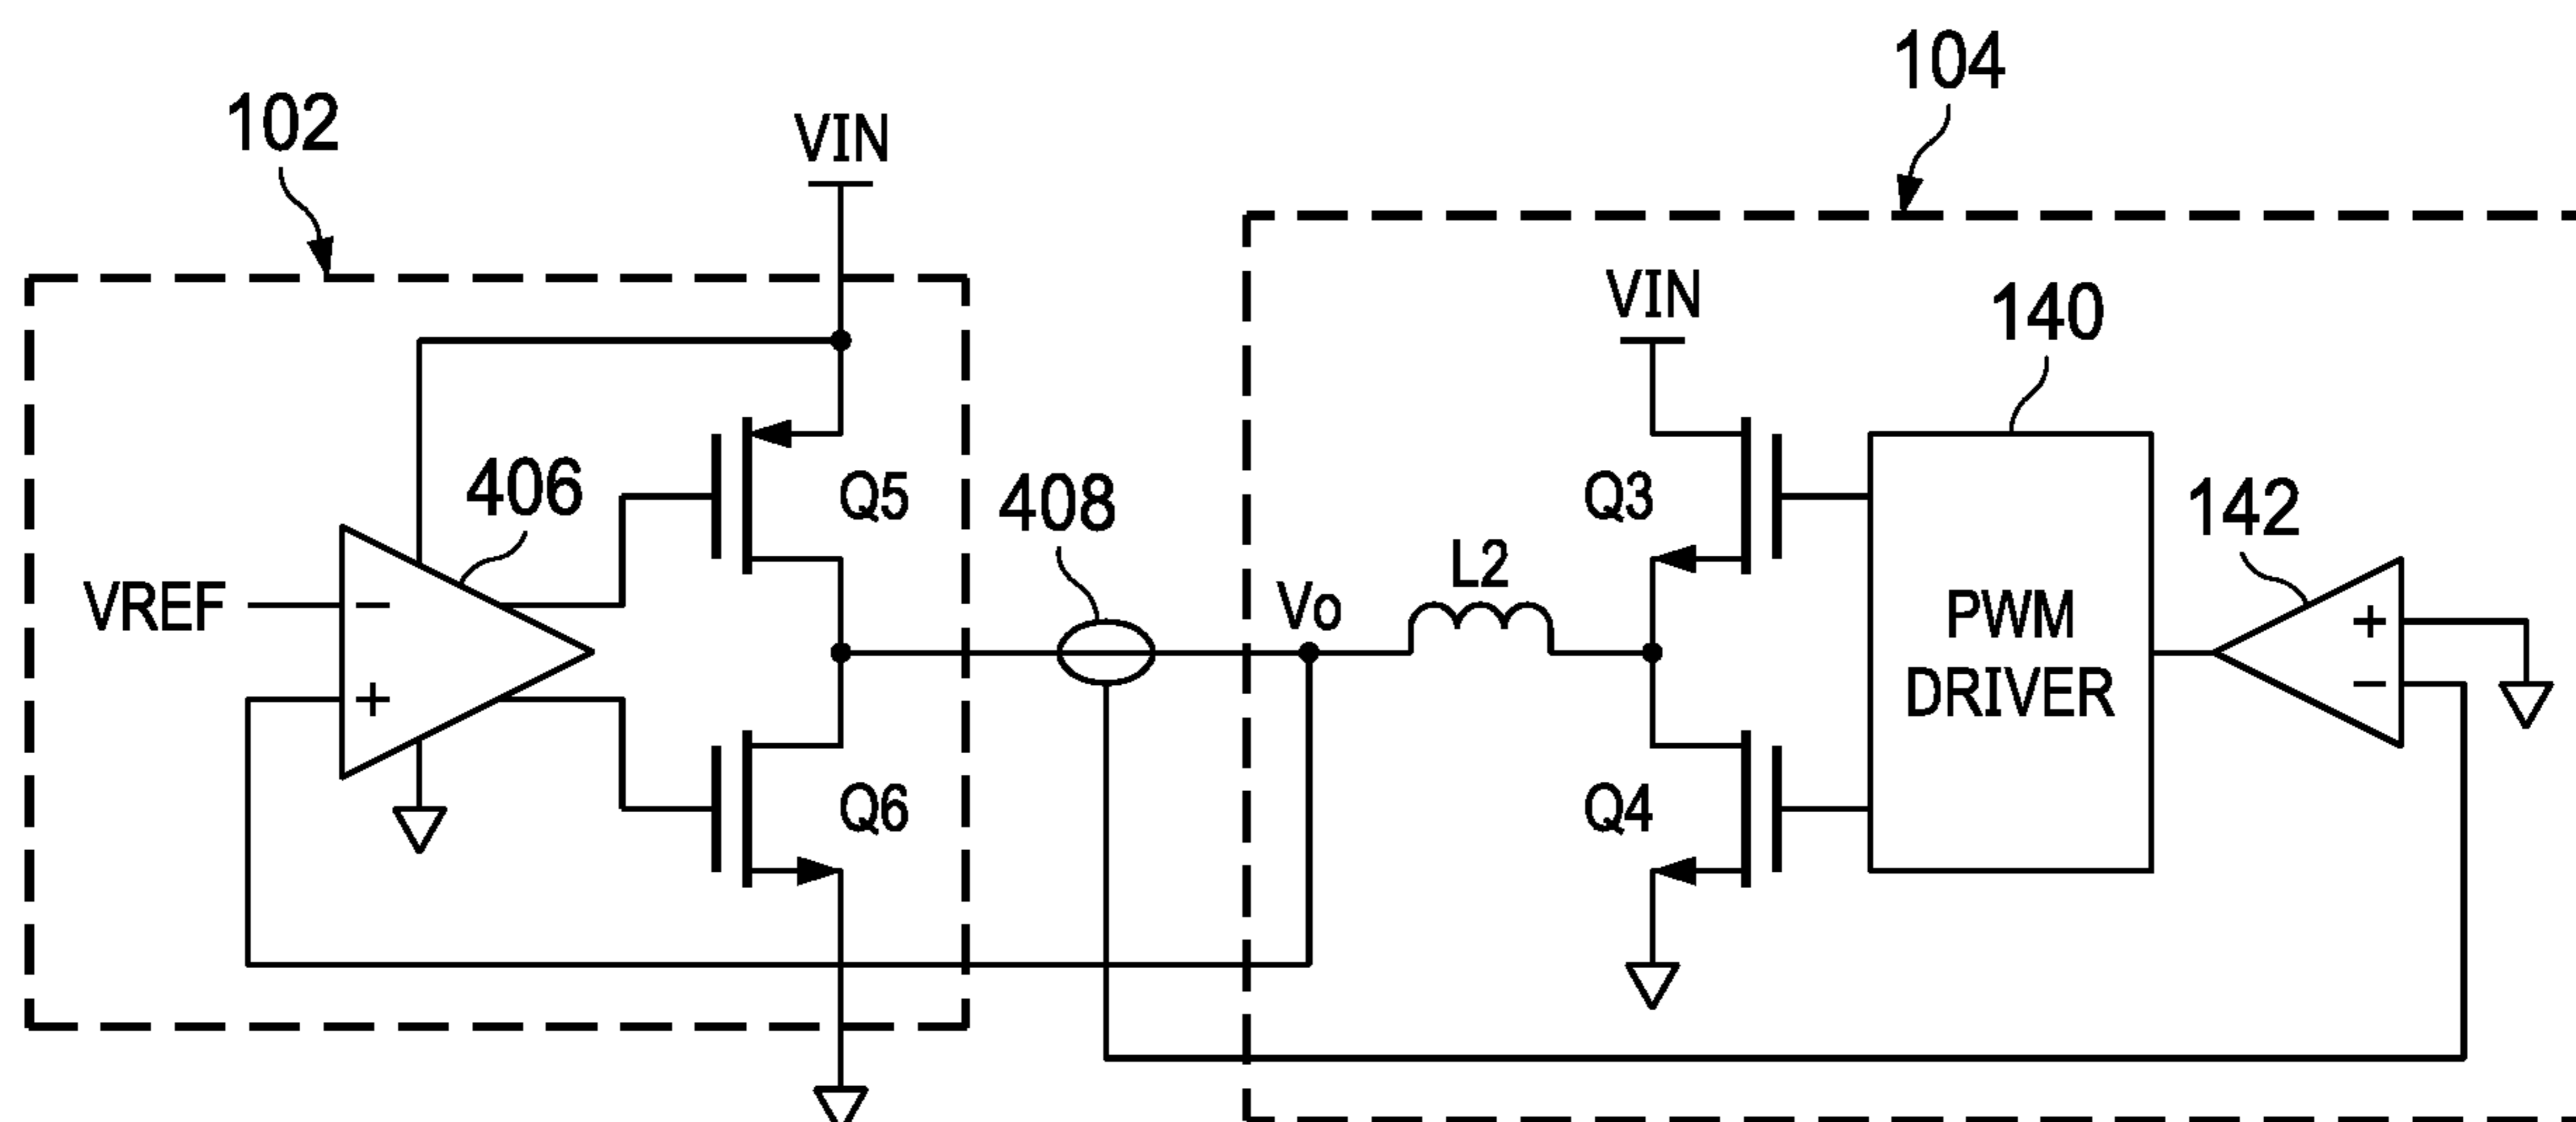 104
102
VIN
VIN
140
406
Q5
408
Q3
142
L2
VREF
−
Vo
PWM
DRIVER
+
+
−
Q6
Q4